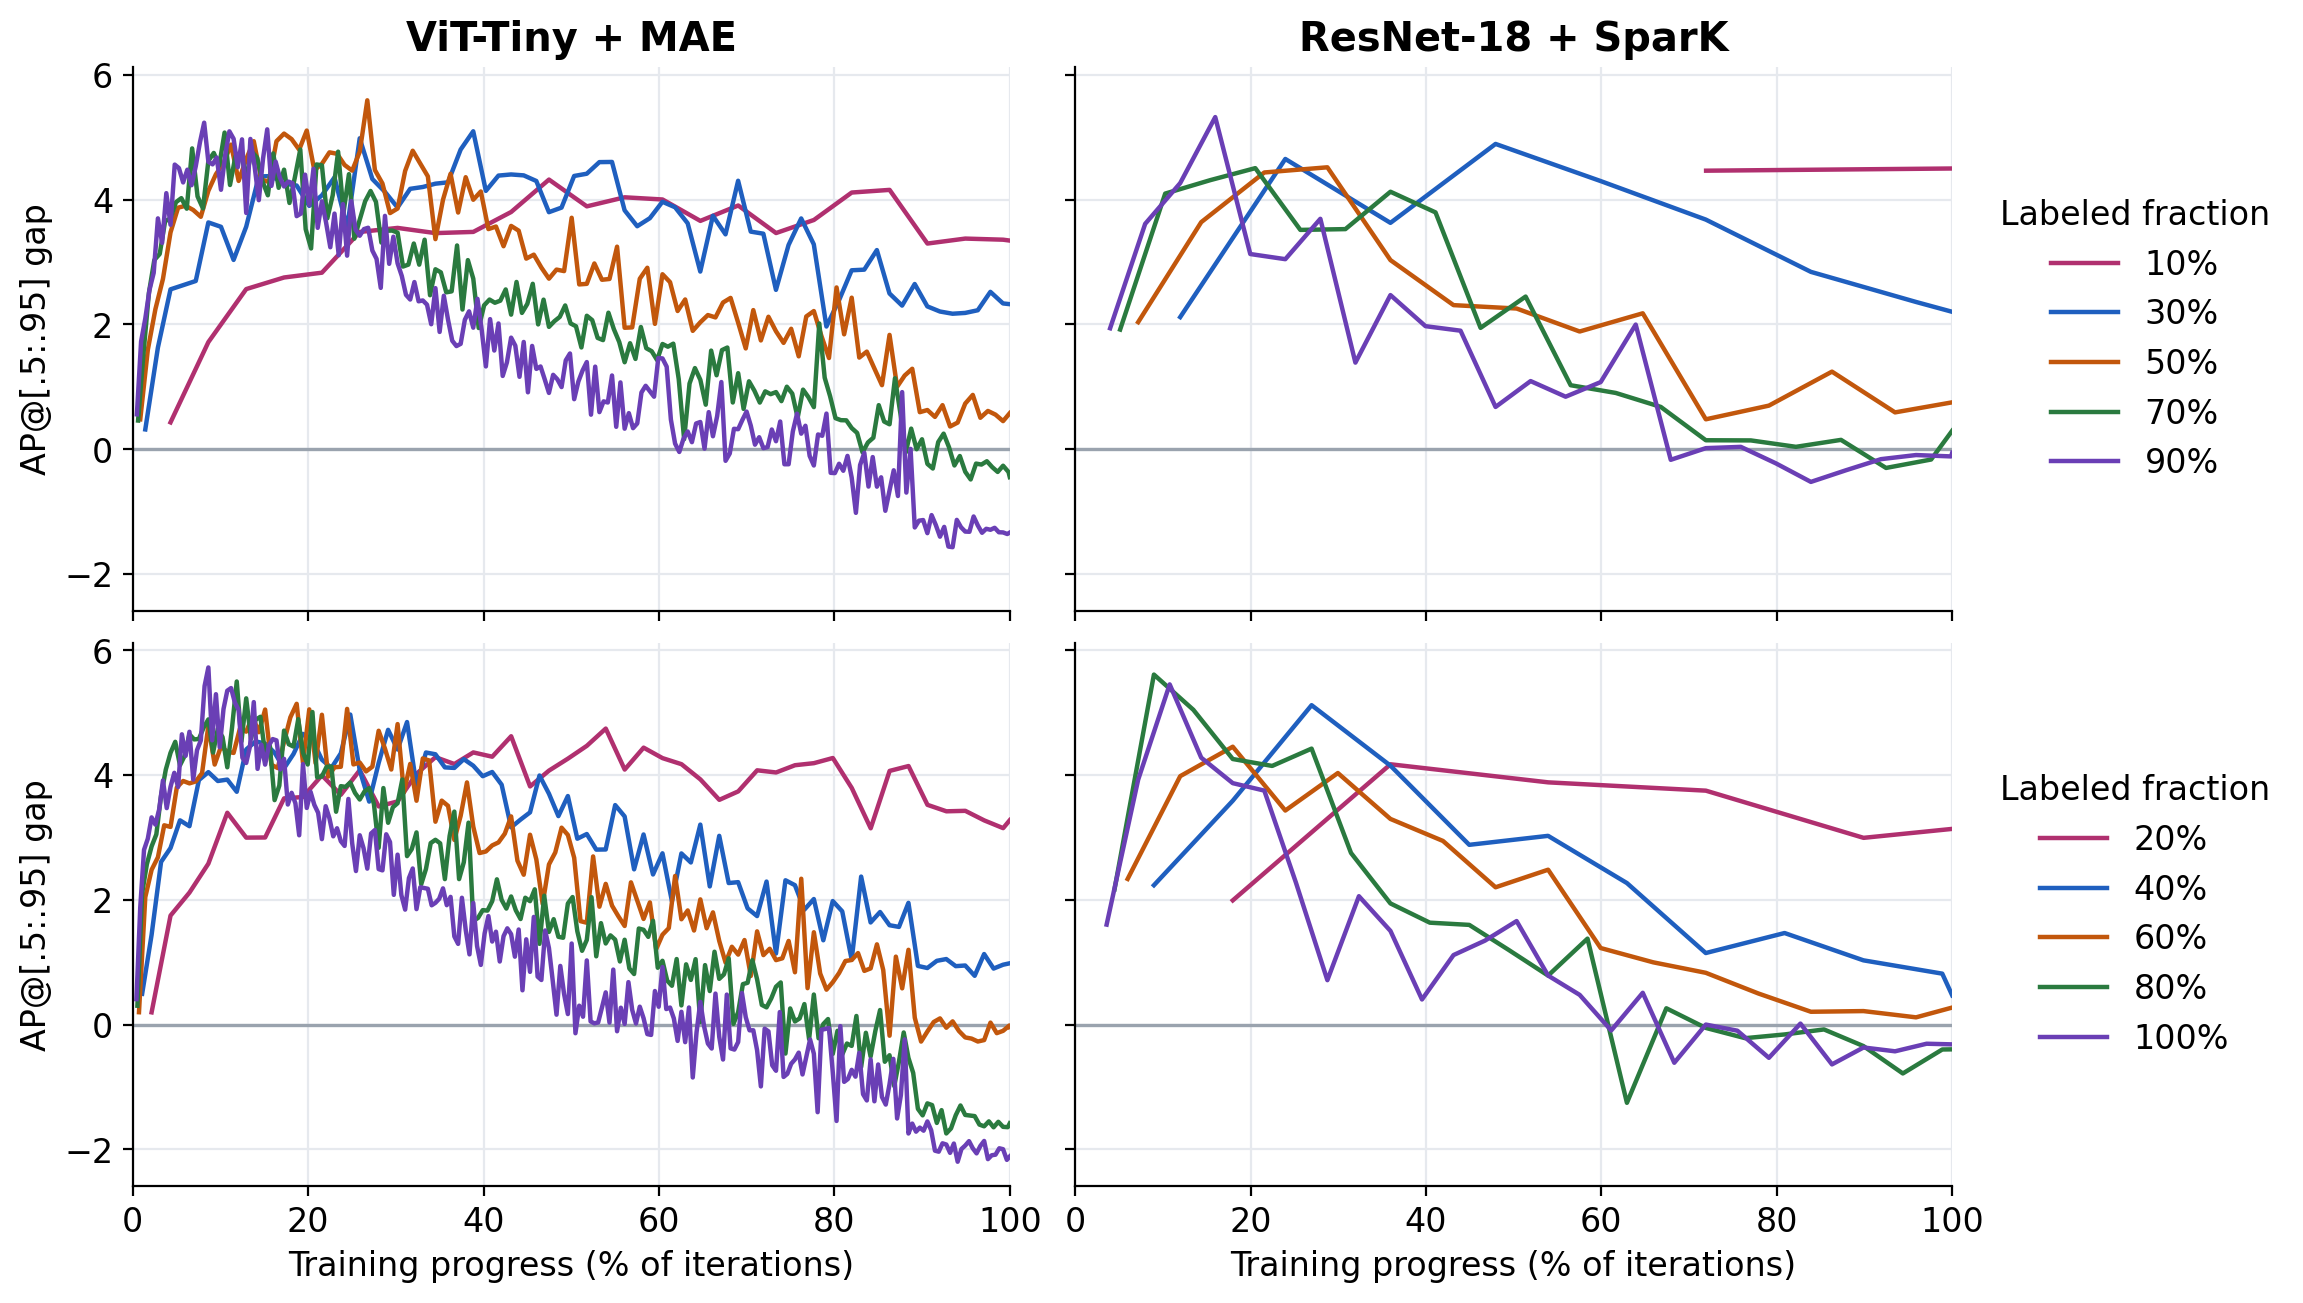 ViT-Tiny + MAE
ResNet-18 + SparK
6
4
2
0
−2
AP@[.5:.95] gap
Labeled fraction
10%
30%
50%
70%
90%
6
4
2
0
−2
AP@[.5:.95] gap
0 20 40 60 80 100
Training progress (% of iterations)
0 20 40 60 80 100
Training progress (% of iterations)
Labeled fraction
20%
40%
60%
80%
100%